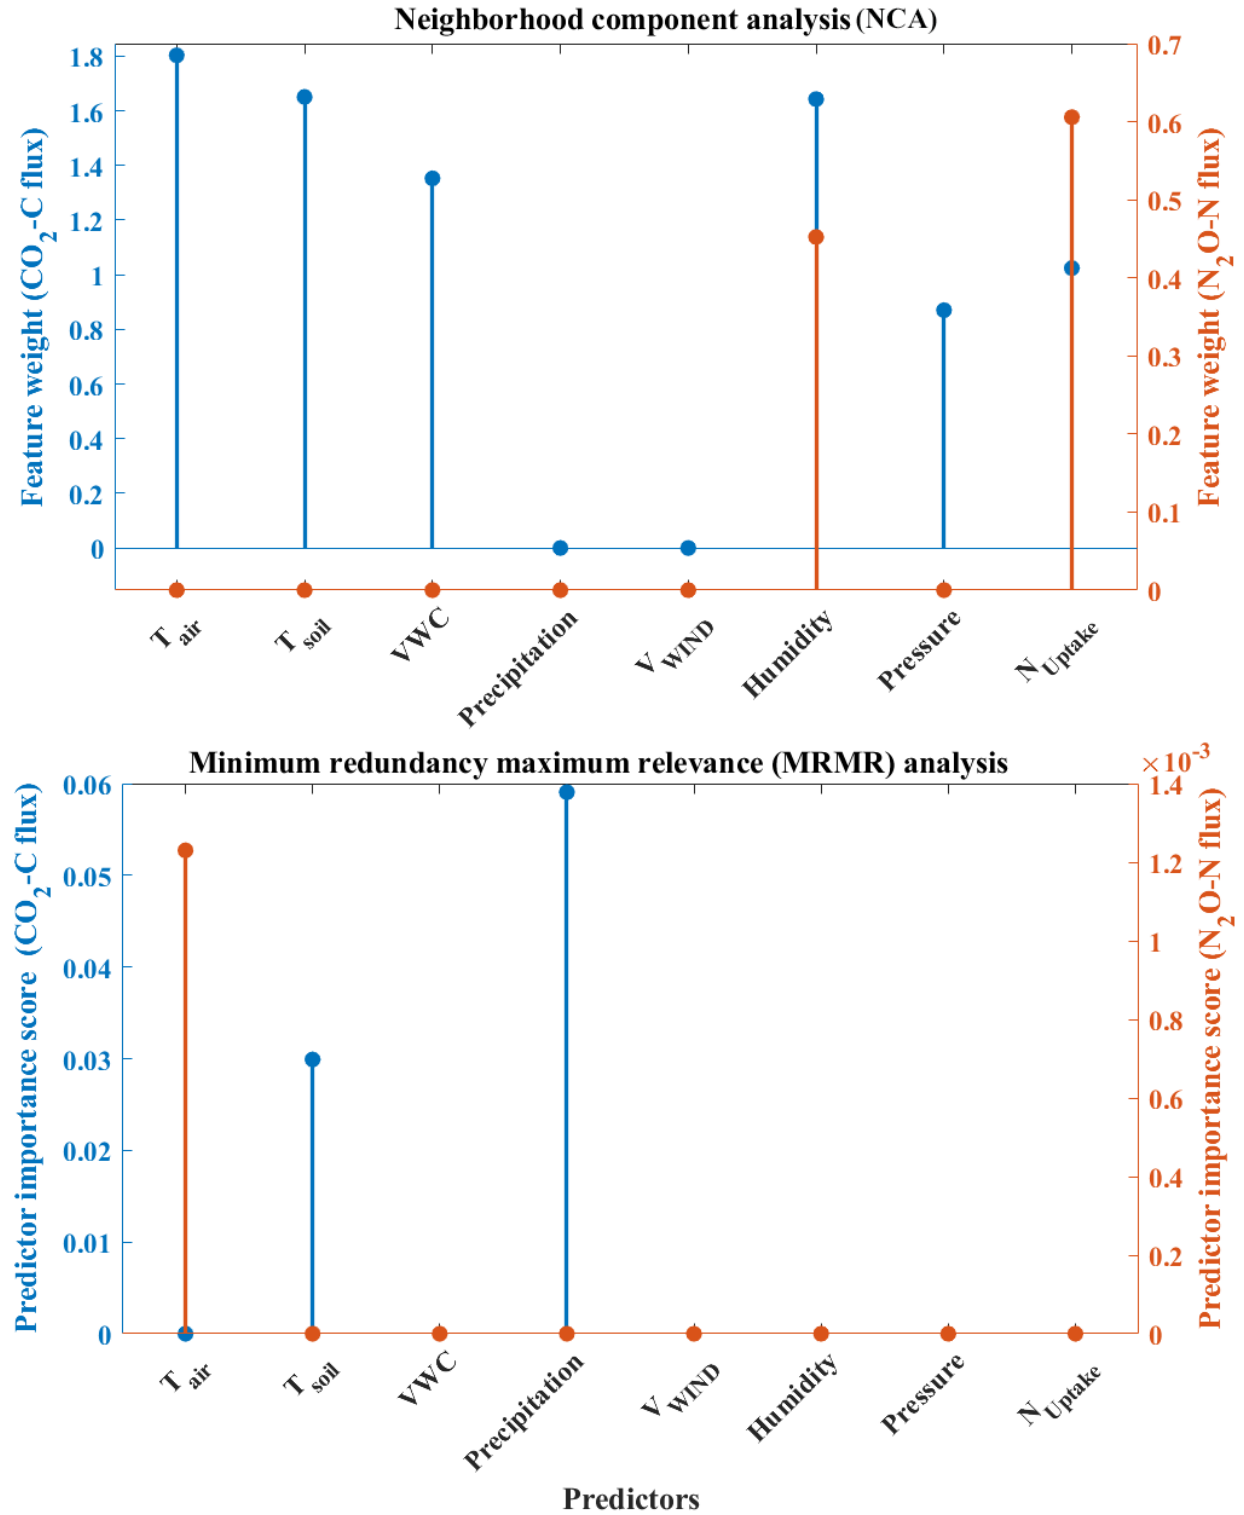 Neighborhood component analysis (NCA)
Feature weight (CO2-C flux)
1.8
1.6
1.4
1.2
1
0.8
0.6
0.4
0.2
0
0.7
0.6
0.5
0.4
0.3
0.2
0.1
0
Feature weight (N2O-N flux)
T air
T soil
VWC
Precipitation
V WIND
Humidity
Pressure
N Uptake
Minimum redundancy maximum relevance (MRMR) analysis
×10-3
Predictor importance score (CO2-C flux)
0.06
0.05
0.04
0.03
0.02
0.01
0
1.4
1.2
1
0.8
0.6
0.4
0.2
0
Predictor importance score (N2O-N flux)
T air
T soil
VWC
Precipitation
V WIND
Humidity
Pressure
N Uptake
Predictors